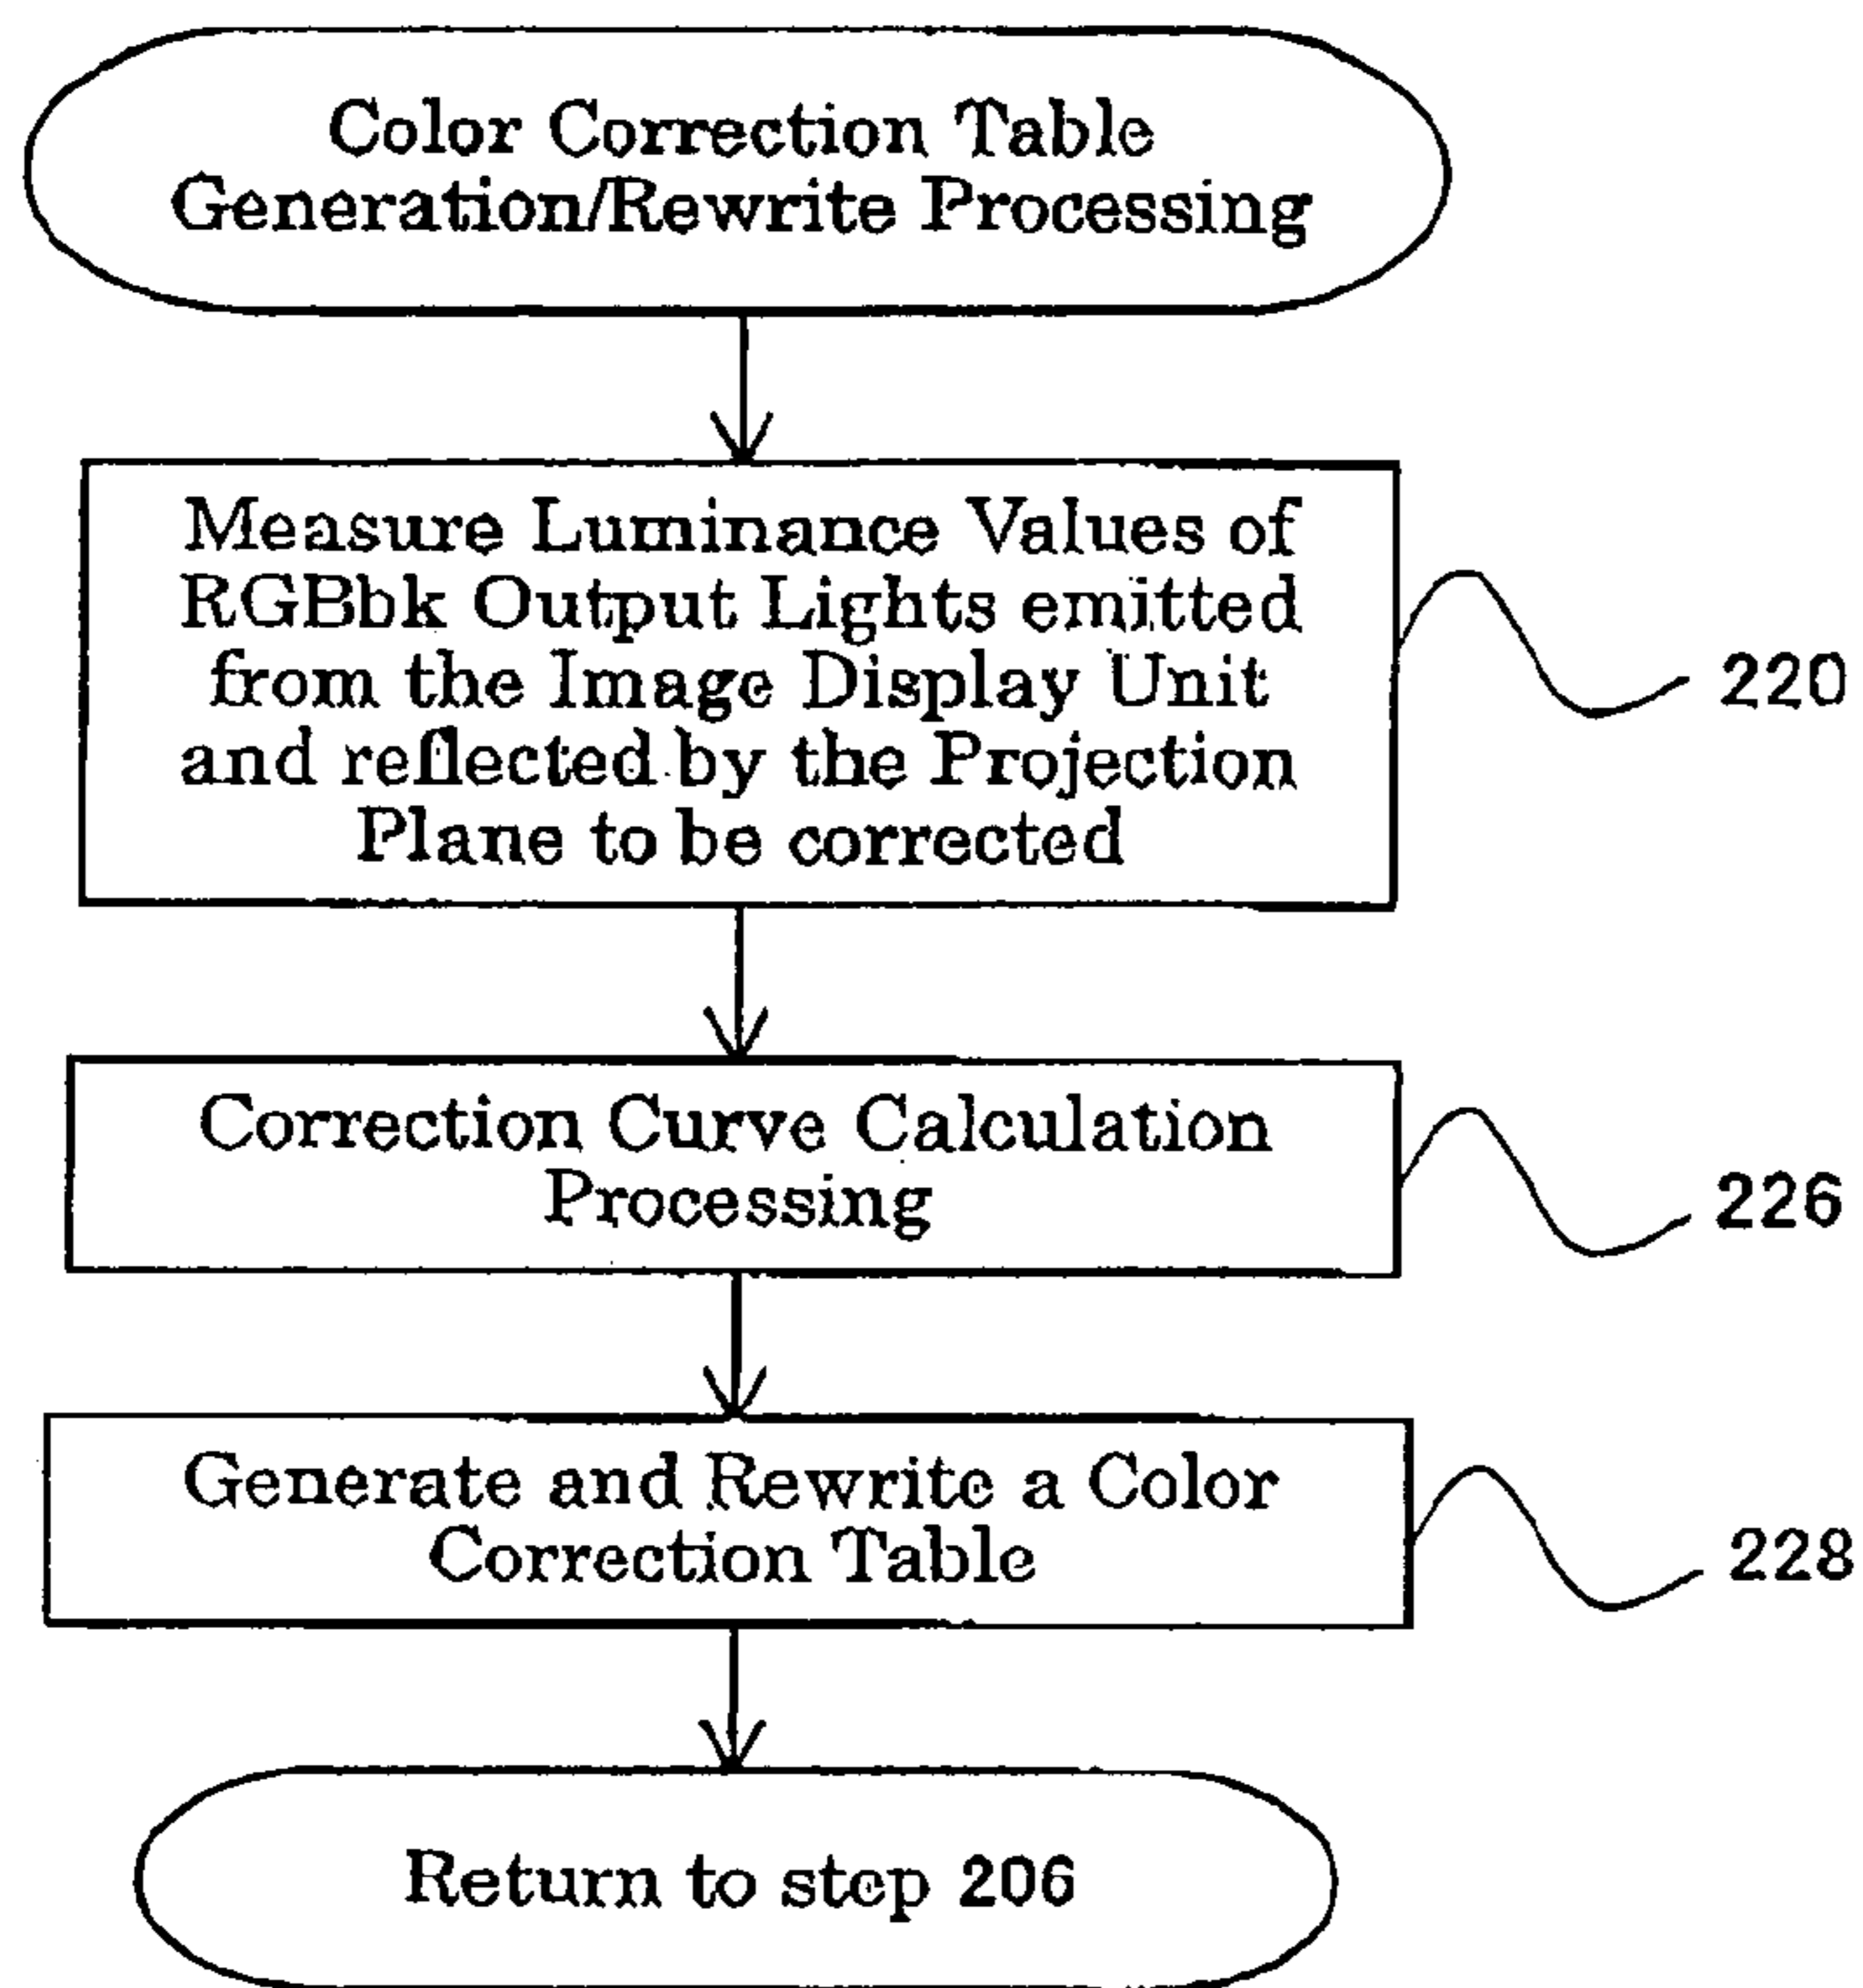 Color Correction Table
Generation/Rewrite Processing
Measure Luminance Values of
RGBbk Output Lights emitted
from the Image Display Unit
and reflected by the Projection
Plane to be corrected
220
Correction Curve Calculation
Processing
226
Generate and Rewrite a Color
Correction Table
228
Return to step 206